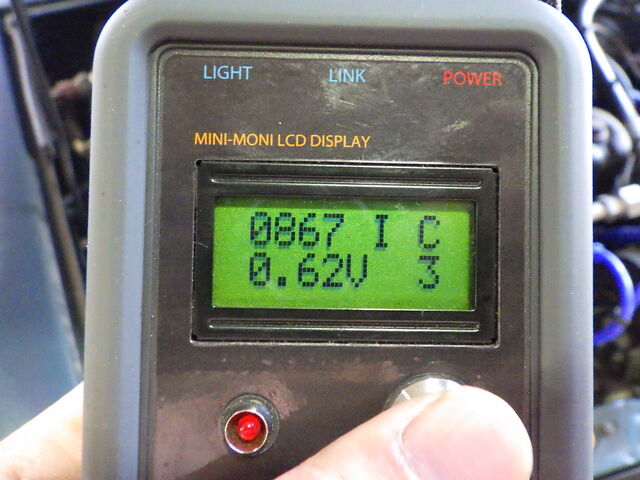 LIGHT LINK POWER
MINI-MONI LCD DISPLAY
0867 I C
0.62V 3